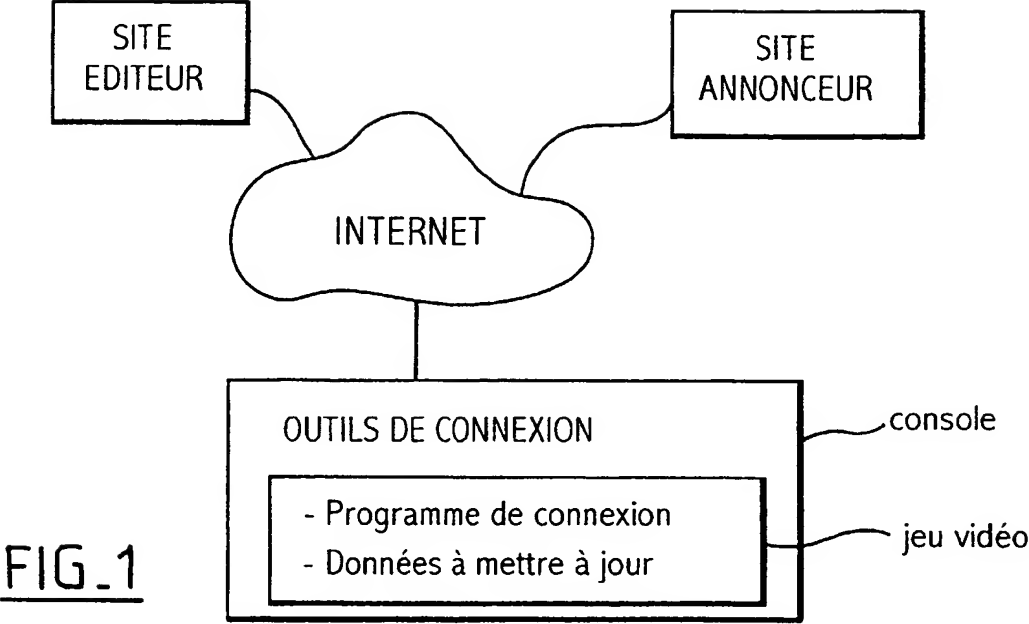 SITE
EDITEUR
SITE
ANNONCEUR
INTERNET
OUTILS DE CONNEXION
console
- Programme de connexion
- Données à mettre à jour
jeu vidéo
FIG_1